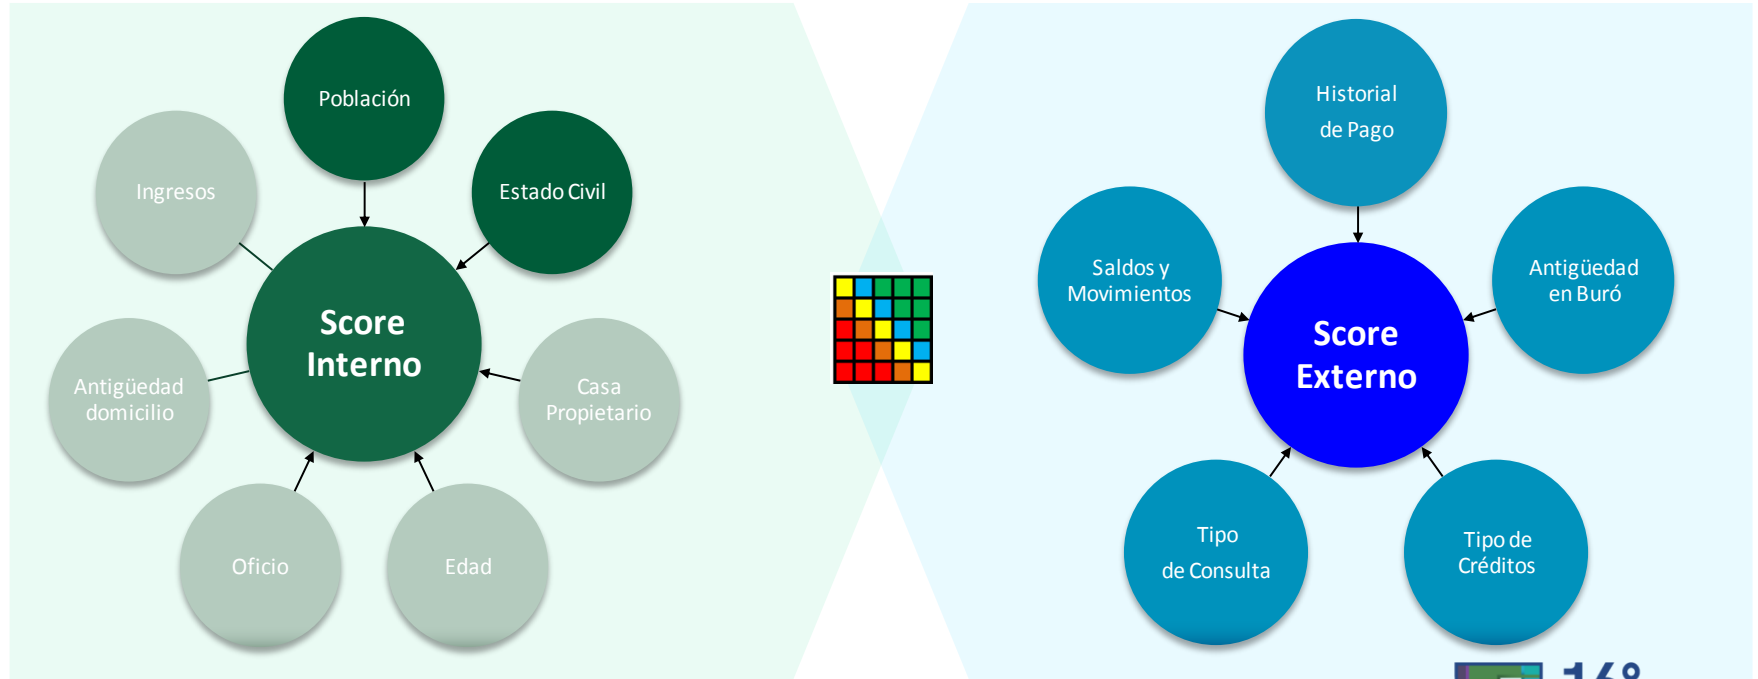 Población
Ingresos
Estado Civil
Score
Interno
Antigüedad
domicilio
Casa
Propietario
Oficio
Edad
Historial
de Pago
Saldos y
Movimientos
Antigüedad
en Buró
Score
Externo
Tipo
de Consulta
Tipo de
Créditos